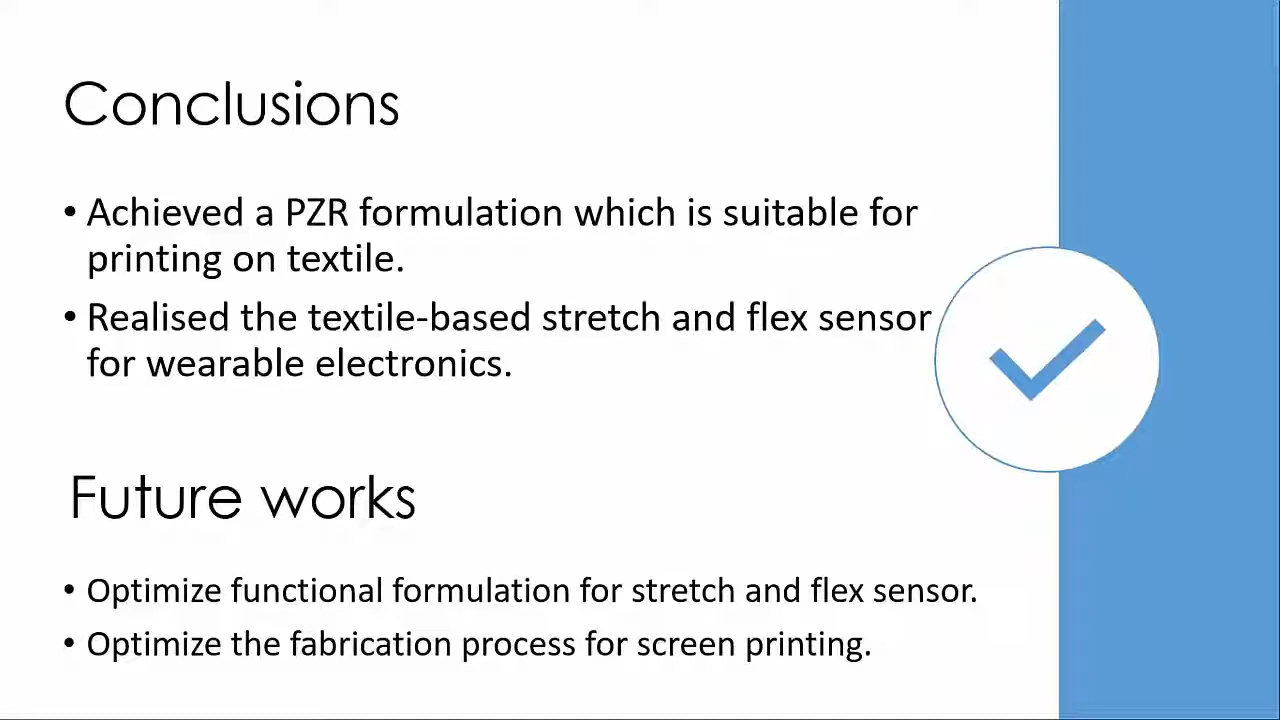 Conclusions
• Achieved a PZR formulation which is suitable for
printing on textile.
• Realised the textile-based stretch and flex sensor
for wearable electronics.
Future works
• Optimize functional formulation for stretch and flex sensor.
• Optimize the fabrication process for screen printing.